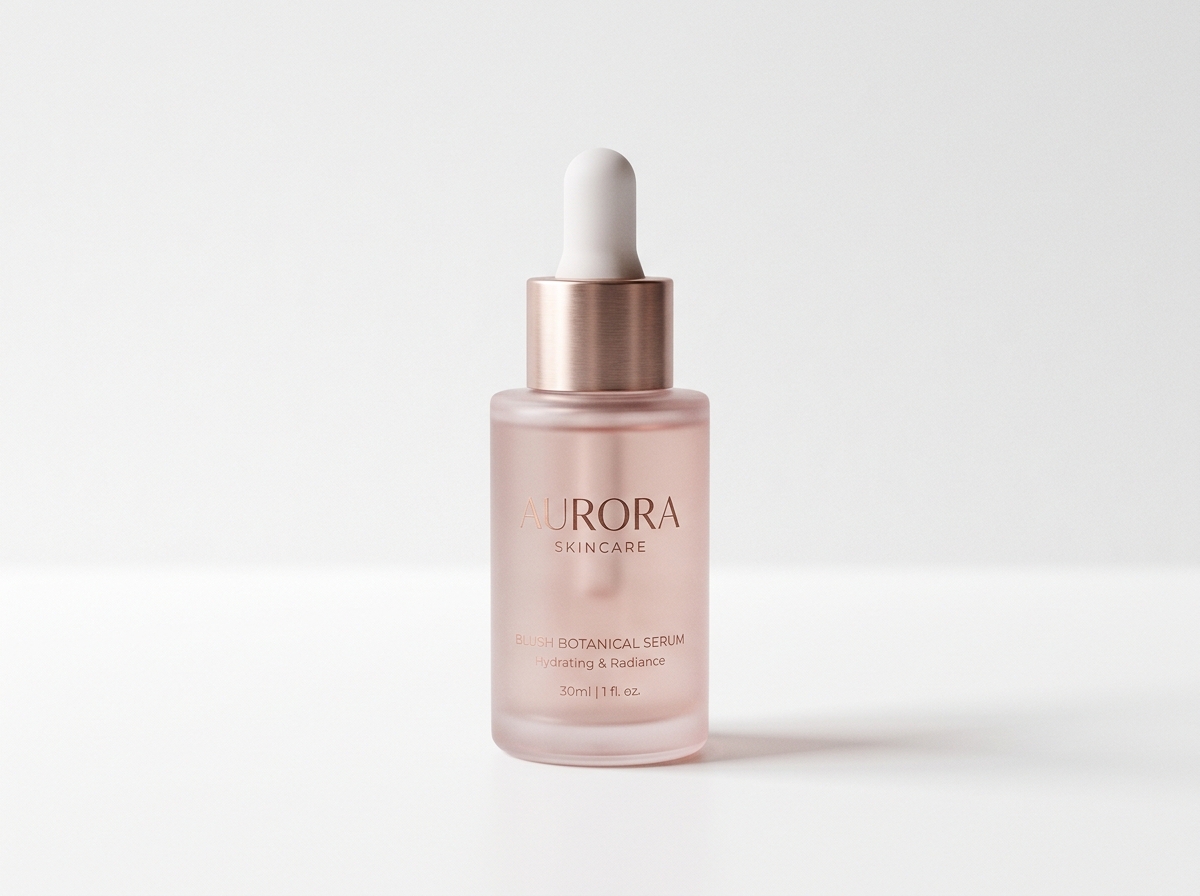 AURORA
SKINCARE
BLUSH BOTANICAL SERUM
Hydrating & Radiance
30ml | 1 fl. oz.